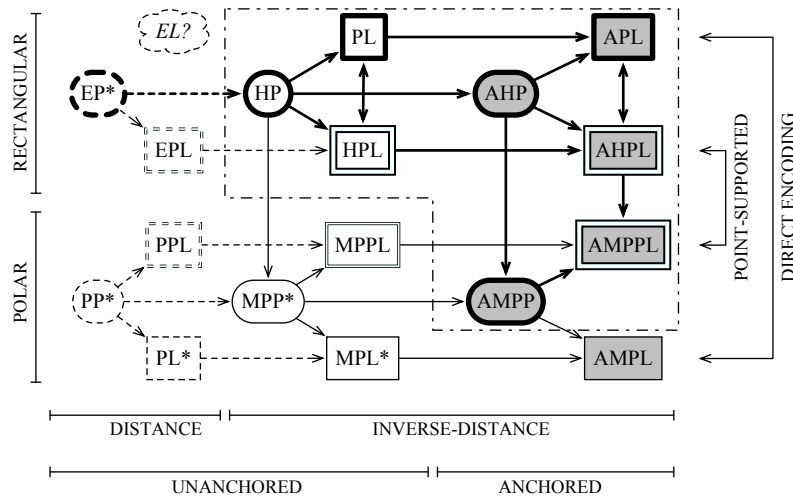 EL?
PL
APL
EP*
HP
AHP
EPL
HPL
AHPL
PPL
MPPL
AMPPL
PP*
MPP*
AMPP
PL*
MPL*
AMPL
RECTANGULAR
POLAR
POINT-SUPPORTED
DIRECT ENCODING
DISTANCE
INVERSE-DISTANCE
UNANCHORED
ANCHORED